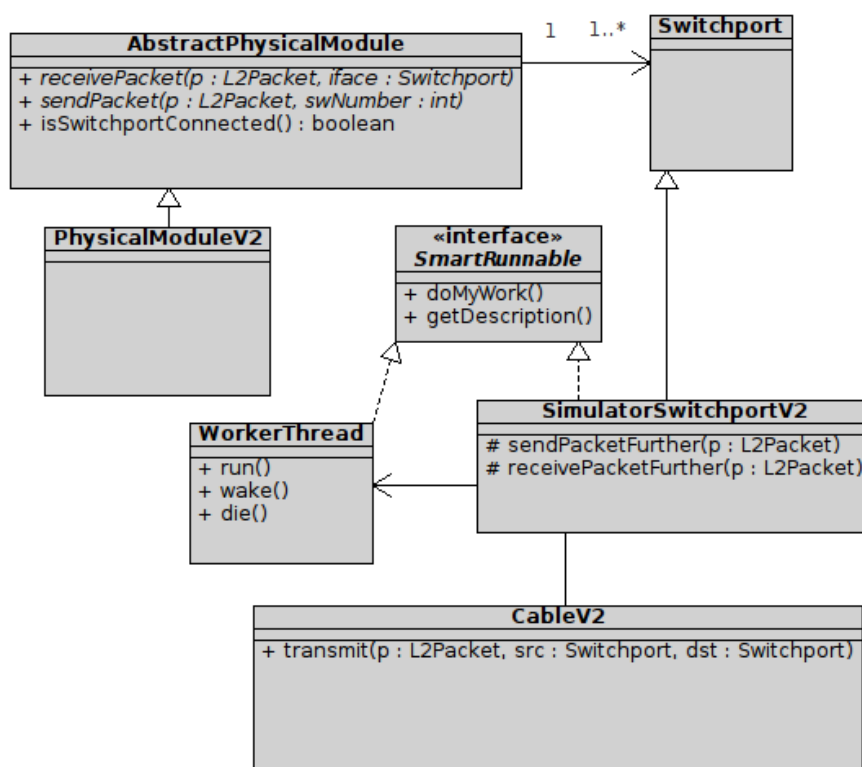 AbstractPhysicalModule
+ receivePacket(p : L2Packet, iface : Switchport)
+ sendPacket(p : L2Packet, swNumber : int)
+ isSwitchportConnected() : boolean
1
1..*
Switchport
PhysicalModuleV2
«interface»
SmartRunnable
+ doMyWork()
+ getDescription()
WorkerThread
+ run()
+ wake()
+ die()
SimulatorSwitchportV2
# sendPacketFurther(p : L2Packet)
# receivePacketFurther(p : L2Packet)
CableV2
+ transmit(p : L2Packet, src : Switchport, dst : Switchport)